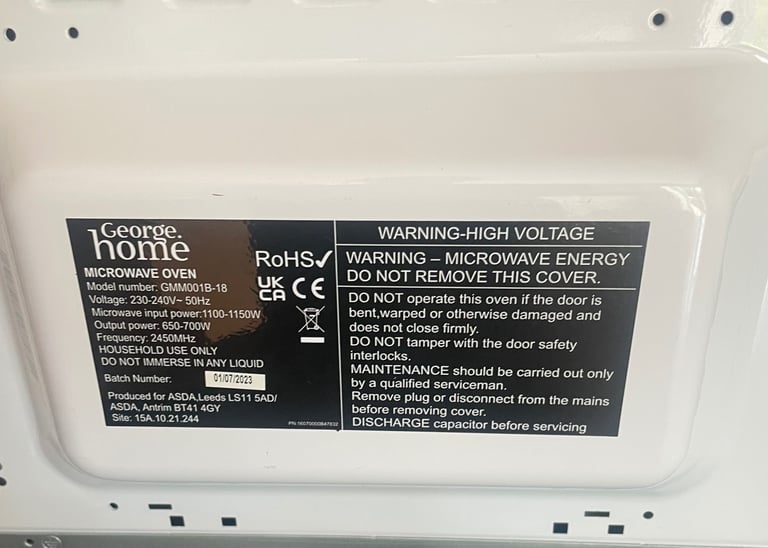 George.
home
MICROWAVE OVEN
Model number: GMM001B-18
Voltage: 230-240V~ 50Hz
Microwave input power:1100-1150W
Output power: 650-700W
Frequency: 2450MHz
HOUSEHOLD USE ONLY
DO NOT IMMERSE IN ANY LIQUID
Batch Number: 01/07/2023
Produced for ASDA,Leeds LS11 5AD/
ASDA, Antrim BT41 4GY
Site: 15A.10.21.244
RoHS✓
UK
CA CE
WARNING-HIGH VOLTAGE
WARNING – MICROWAVE ENERGY
DO NOT REMOVE THIS COVER.
DO NOT operate this oven if the door is
bent,warped or otherwise damaged and
does not close firmly.
DO NOT tamper with the door safety
interlocks.
MAINTENANCE should be carried out only
by a qualified serviceman.
Remove plug or disconnect from the mains
before removing cover.
DISCHARGE capacitor before servicing